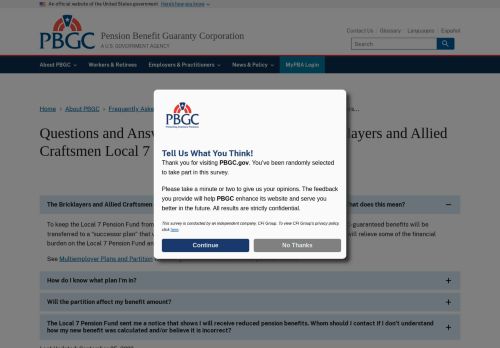 An official website of the United States government Here's how you know
PBGC
Pension Benefit Guaranty Corporation
A U.S. GOVERNMENT AGENCY
Contact Us Glossary Languages Español
Search
About PBGC Workers & Retirees Employers & Practitioners News & Policy MyPBA Login
Home > About PBGC > Frequently Aske
Questions and Answ
layers and Allied
Craftsmen Local 7
The Bricklayers and Allied Craftsmen
hat does this mean?
To keep the Local 7 Pension Fund from
-guaranteed benefits will be
transferred to a "successor plan" that w
will relieve some of the financial
burden on the Local 7 Pension Fund an
See Multiemployer Plans and Partition
How do I know what plan I'm in?
Will the partition affect my benefit amount?
The Local 7 Pension Fund sent me a notice that shows I will receive reduced pension benefits. Whom should I contact if I don't understand
how my new benefit was calculated and/or believe it is incorrect?
PBGC
Tell Us What You Think!
Thank you for visiting PBGC.gov. You've been randomly selected
to take part in this survey.
Please take a minute or two to give us your opinions. The feedback
you provide will help PBGC enhance its website and serve you
better in the future. All results are strictly confidential.
This survey is conducted by an independent company, CFI Group. To view CFI Group's privacy policy
click here.
Continue No Thanks